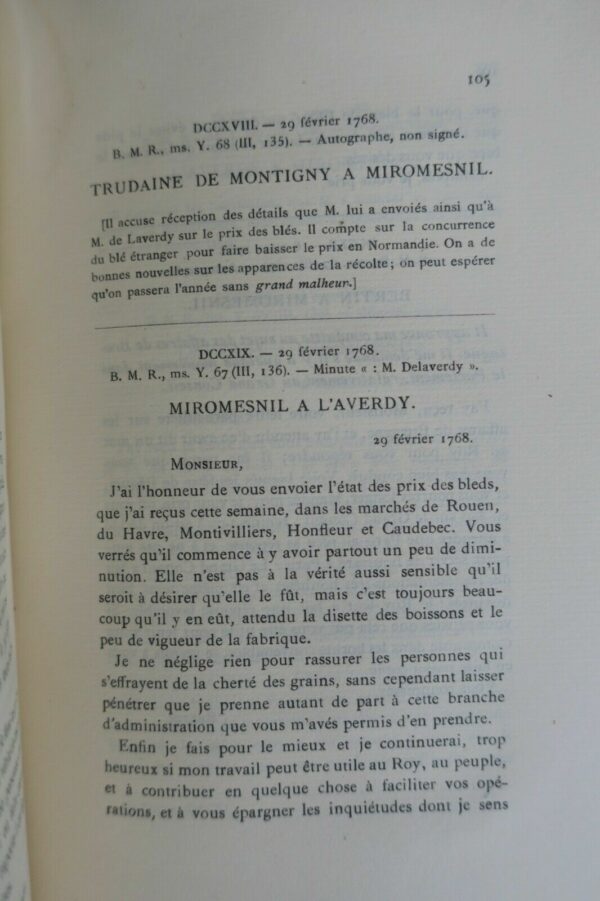 105
DCCXVIII. — 29 février 1768.
B. M. R., ms. Y. 68 (III, 135). — Autographe, non signé.
TRUDAINE DE MONTIGNY A MIROMESNIL.
[Il accuse réception des détails que M. lui a envoiés ainsi qu'à
M. de Laverdy sur le prix des blés. Il compte sur la concurrence
du blé étranger pour faire baisser le prix en Normandie. On a de
bonnes nouvelles sur les apparences de la récolte; on peut espérer
qu'on passera l'année sans grand malheur.]
DCCXIX. — 29 février 1768.
B. M. R., ms. Y. 67 (III, 136). — Minute « : M. Delaverdy ».
MIROMESNIL A L'AVERDY.
29 février 1768.
MONSIEUR,
J'ai l'honneur de vous envoier l'état des prix des bleds,
que j'ai reçus cette semaine, dans les marchés de Rouen,
du Havre, Montivilliers, Honfleur et Caudebec. Vous
verrés qu'il commence à y avoir partout un peu de dimi-
nution. Elle n'est pas à la vérité aussi sensible qu'il
seroit à désirer qu'elle le fût, mais c'est toujours beau-
coup qu'il y en eût, attendu la disette des boissons et le
peu de vigueur de la fabrique.
Je ne néglige rien pour rassurer les personnes qui
s'effrayent de la cherté des grains, sans cependant laisser
pénétrer que je prenne autant de part à cette branche
d'administration que vous m'avés permis d'en prendre.
Enfin je fais pour le mieux et je continuerai, trop
heureux si mon travail peut être utile au Roy, au peuple,
et à contribuer en quelque chose à faciliter vos opé-
rations, et à vous épargner les inquiétudes dont je sens